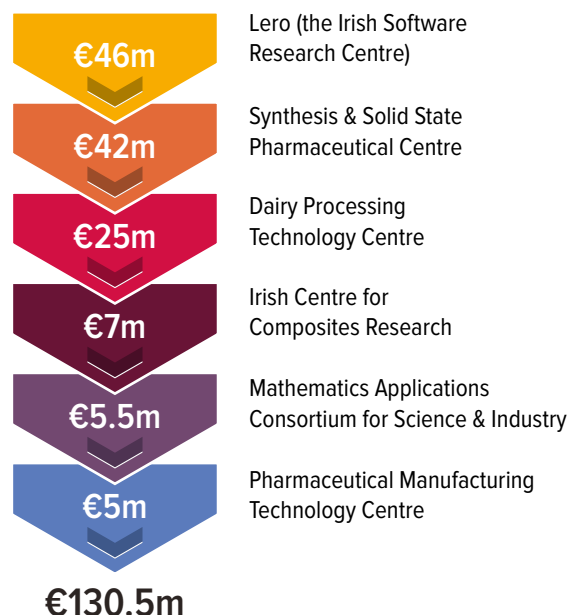 €46m
Lero (the Irish Software
Research Centre)
€42m
Synthesis & Solid State
Pharmaceutical Centre
€25m
Dairy Processing
Technology Centre
€7m
Irish Centre for
Composites Research
€5.5m
Mathematics Applications
Consortium for Science & Industry
€5m
Pharmaceutical Manufacturing
Technology Centre
€130.5m